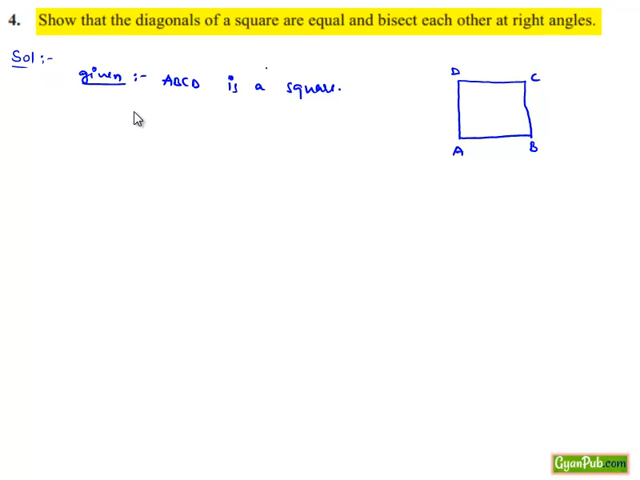 4. Show that the diagonals of a square are equal and bisect each other at right angles.
Sol :-
given :- ABCD is a square.
D C
A B
GyanPub.com